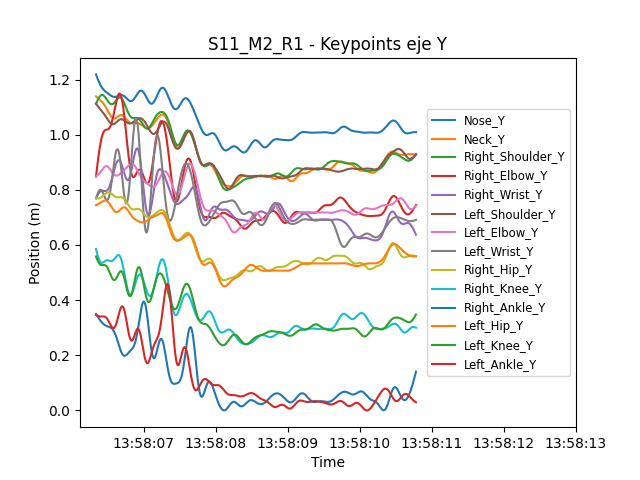 S11_M2_R1 - Keypoints eje Y
Position (m)
1.2
1.0
0.8
0.6
0.4
0.2
0.0
Nose_Y
Neck_Y
Right_Shoulder_Y
Right_Elbow_Y
Right_Wrist_Y
Left_Shoulder_Y
Left_Elbow_Y
Left_Wrist_Y
Right_Hip_Y
Right_Knee_Y
Right_Ankle_Y
Left_Hip_Y
Left_Knee_Y
Left_Ankle_Y
13:58:07 13:58:08 13:58:09 13:58:10 13:58:11 13:58:12 13:58:13
Time